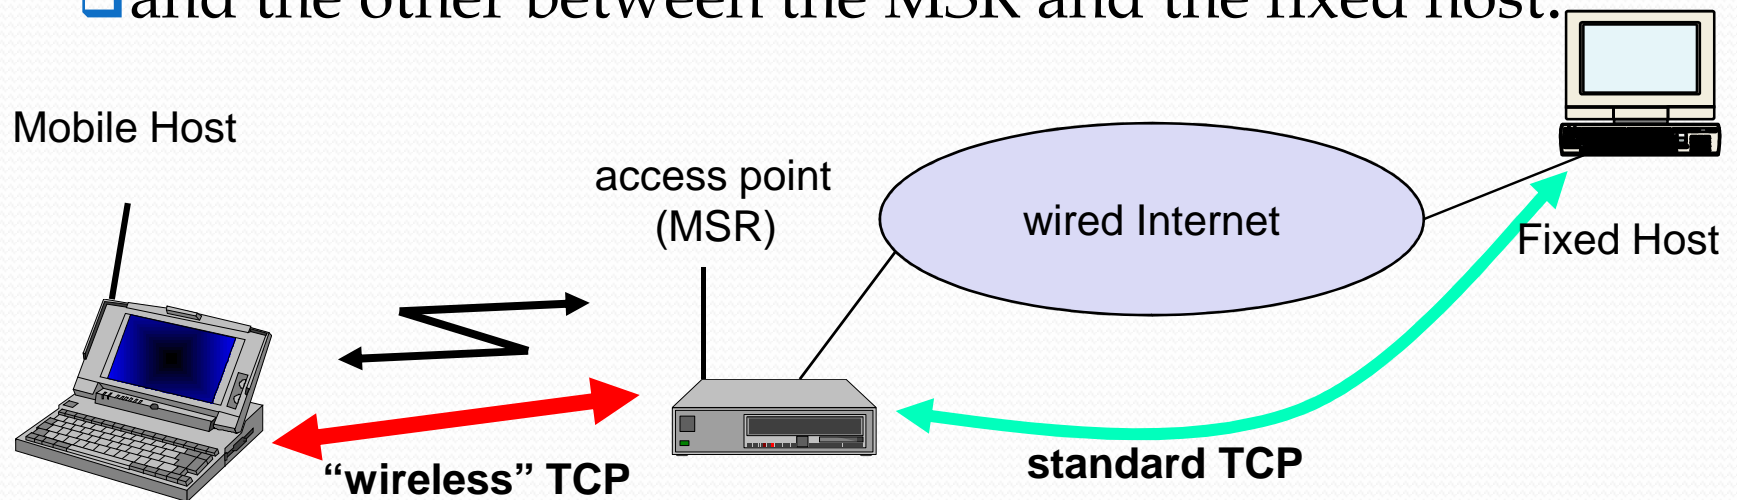 and the other between the MSR and the fixed host.
Mobile Host
access point
(MSR)
wired Internet
Fixed Host
“wireless” TCP
standard TCP